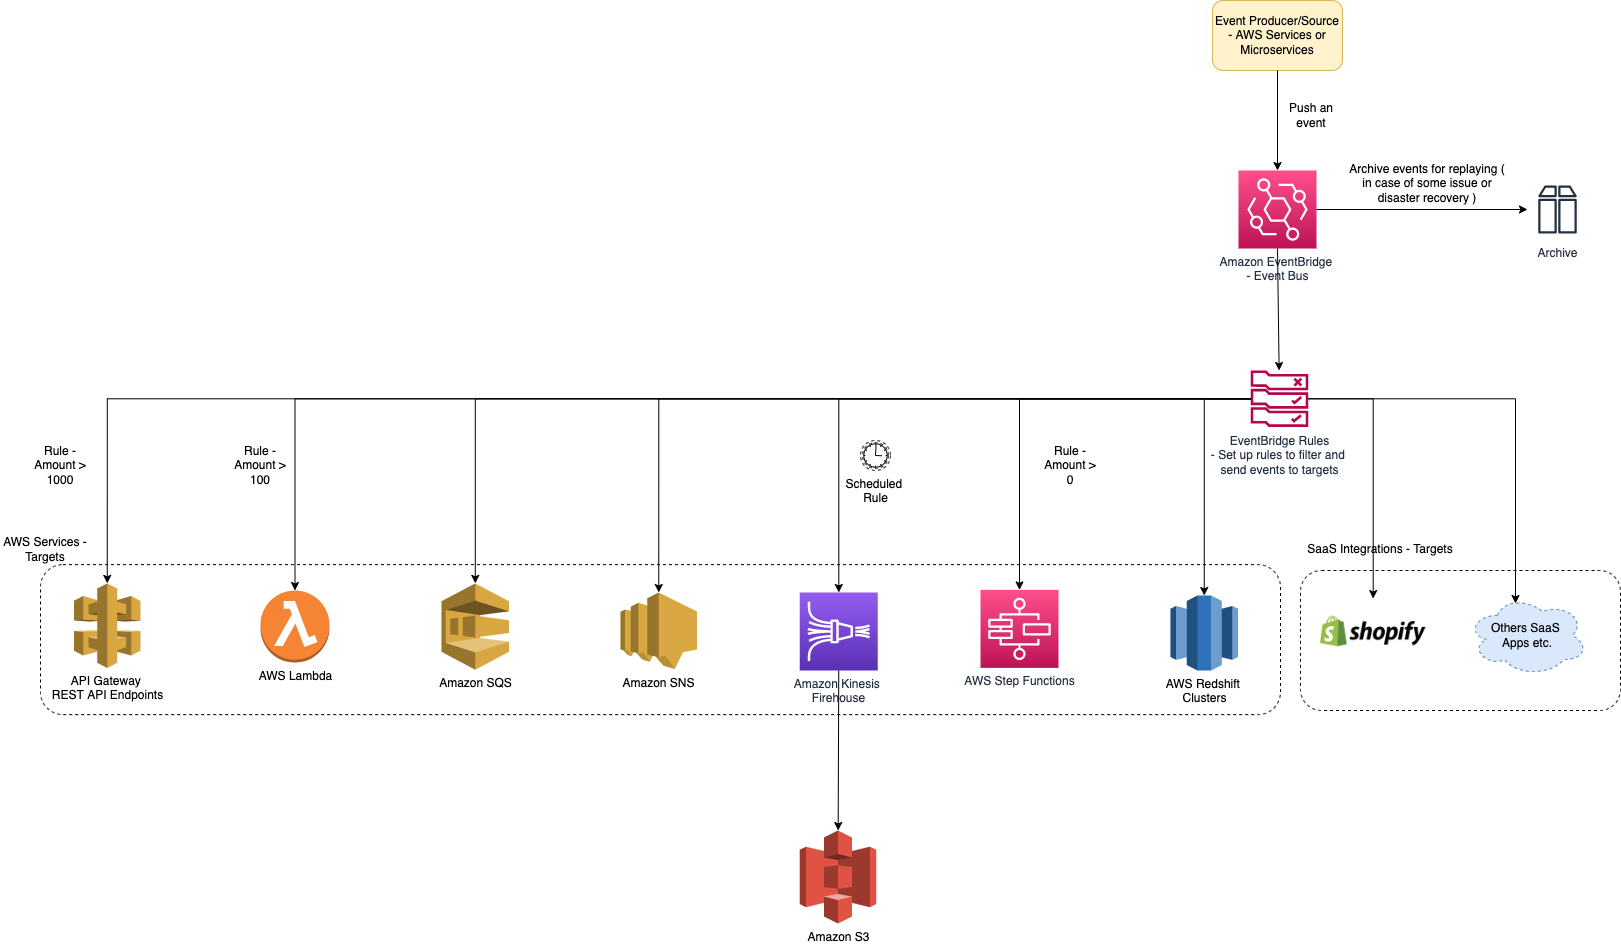 Event Producer/Source
- AWS Services or
Microservices
Push an
event
Archive events for replaying (
in case of some issue or
disaster recovery )
Archive
Amazon EventBridge
- Event Bus
EventBridge Rules
- Set up rules to filter and
send events to targets
Rule -
Amount >
1000
Rule -
Amount >
100
Scheduled
Rule
Rule -
Amount >
0
AWS Services -
Targets
SaaS Integrations - Targets
API Gateway
REST API Endpoints
AWS Lambda
Amazon SQS
Amazon SNS
Amazon Kinesis
Firehouse
AWS Step Functions
AWS Redshift
Clusters
shopify
Others SaaS
Apps etc.
Amazon S3